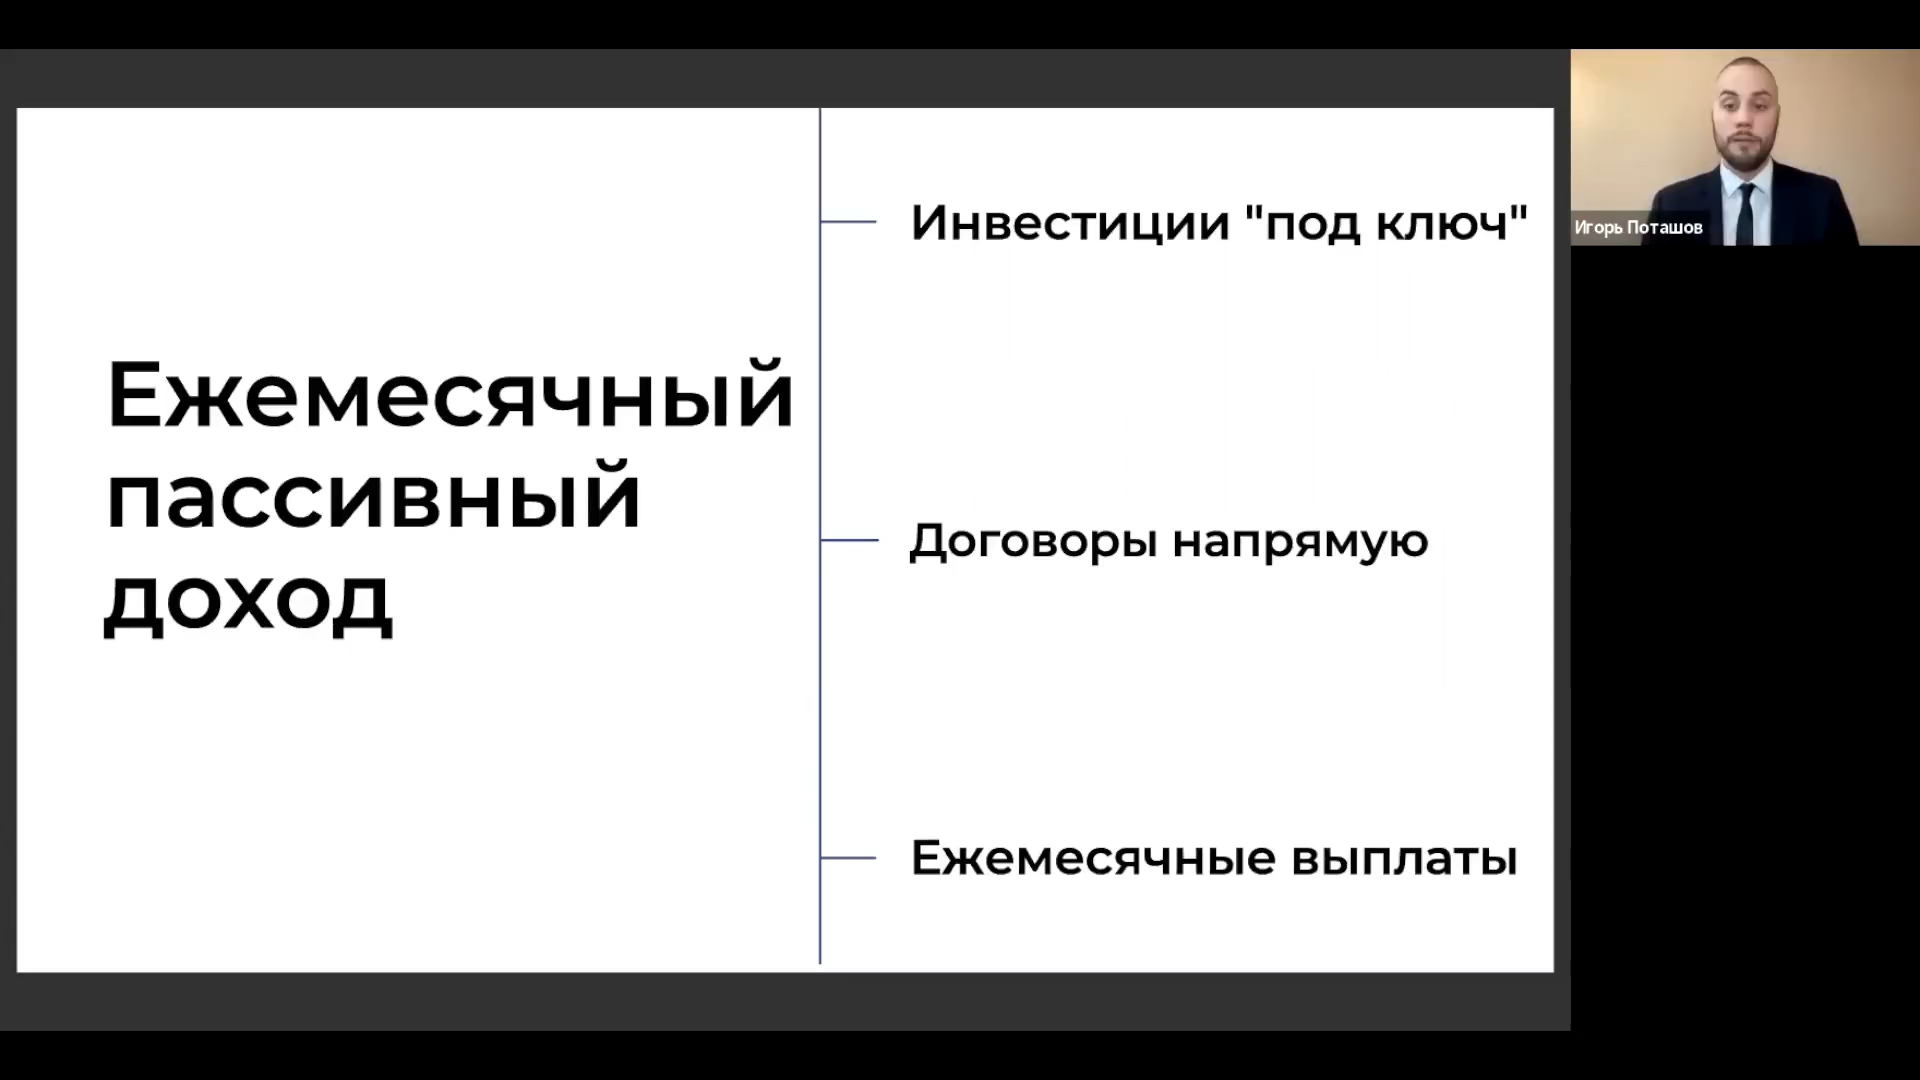 Ежемесячный
пассивный
доход
Инвестиции "под ключ"
Договоры напрямую
Ежемесячные выплаты
Игорь Поташов